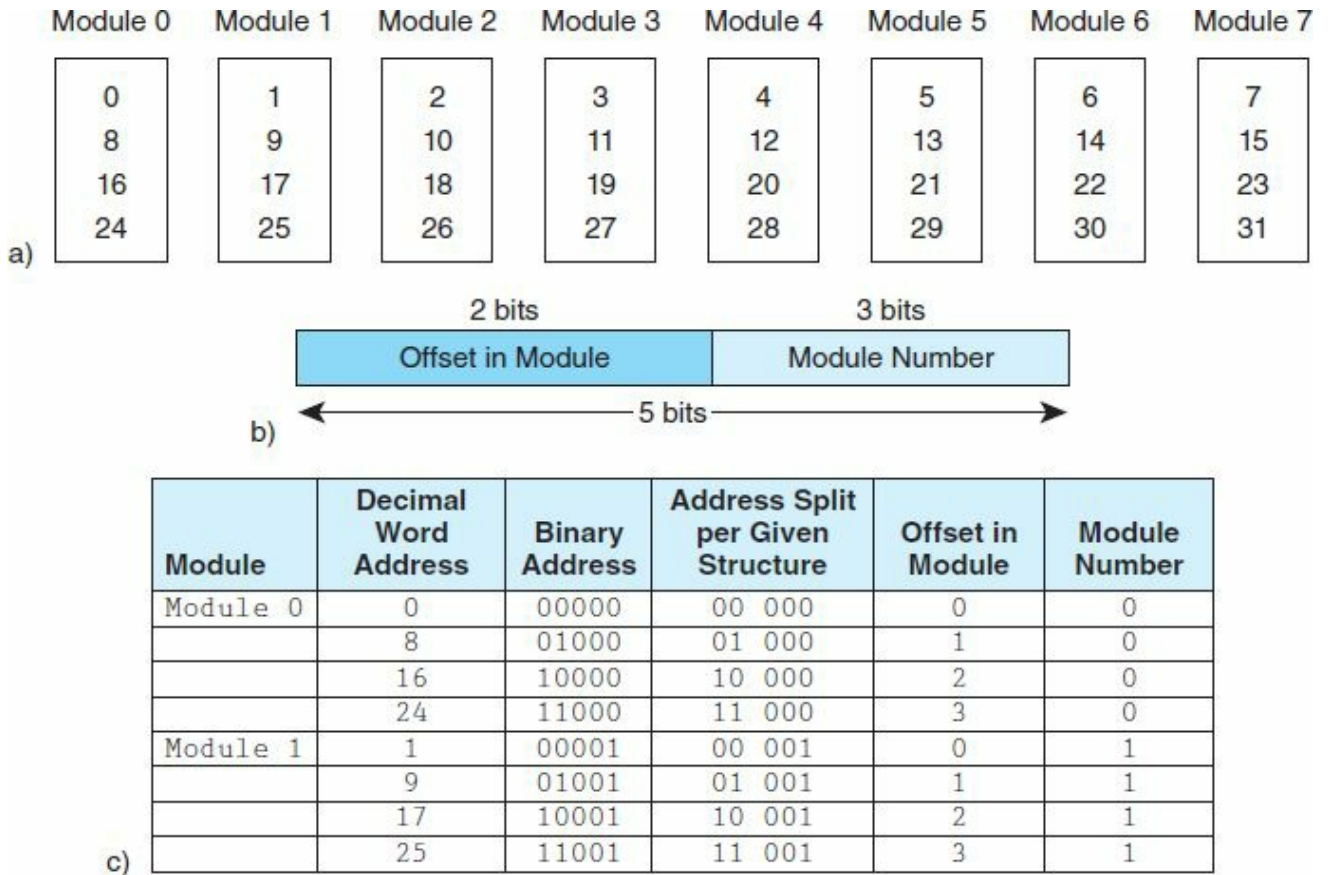 Module 0 Module 1 Module 2 Module 3 Module 4 Module 5 Module 6 Module 7
0 1 2 3 4 5 6 7
8 9 10 11 12 13 14 15
16 17 18 19 20 21 22 23
24 25 26 27 28 29 30 31
a)
2 bits 3 bits
Offset in Module Module Number
5 bits
b)
Module Decimal Word Address Binary Address Address Split per Given Structure Offset in Module Module Number
Module 0 0 00000 00 000 0 0
8 01000 01 000 1 0
16 10000 10 000 2 0
24 11000 11 000 3 0
Module 1 1 00001 00 001 0 1
9 01001 01 001 1 1
17 10001 10 001 2 1
25 11001 11 001 3 1
c)